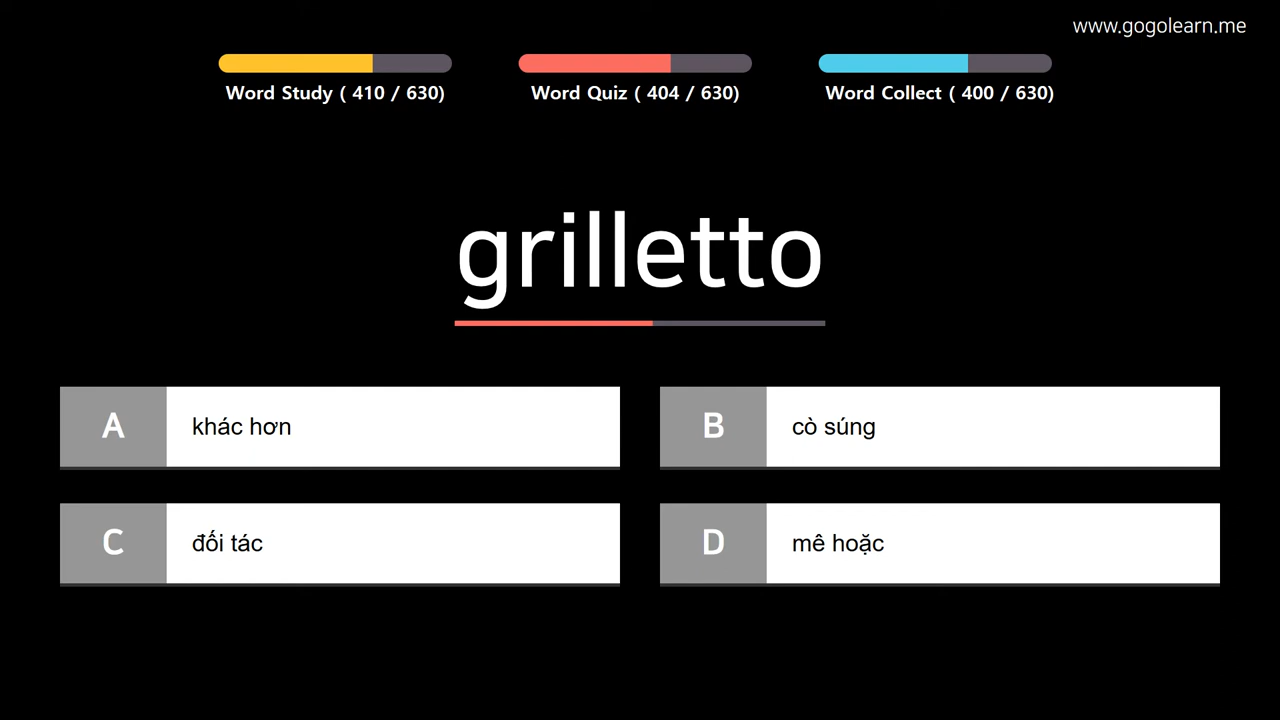 www.gogolearn.me
Word Study ( 410 / 630)
Word Quiz ( 404 / 630)
Word Collect ( 400 / 630)
grilletto
A khác hơn
B cò súng
C đối tác
D mê hoặc